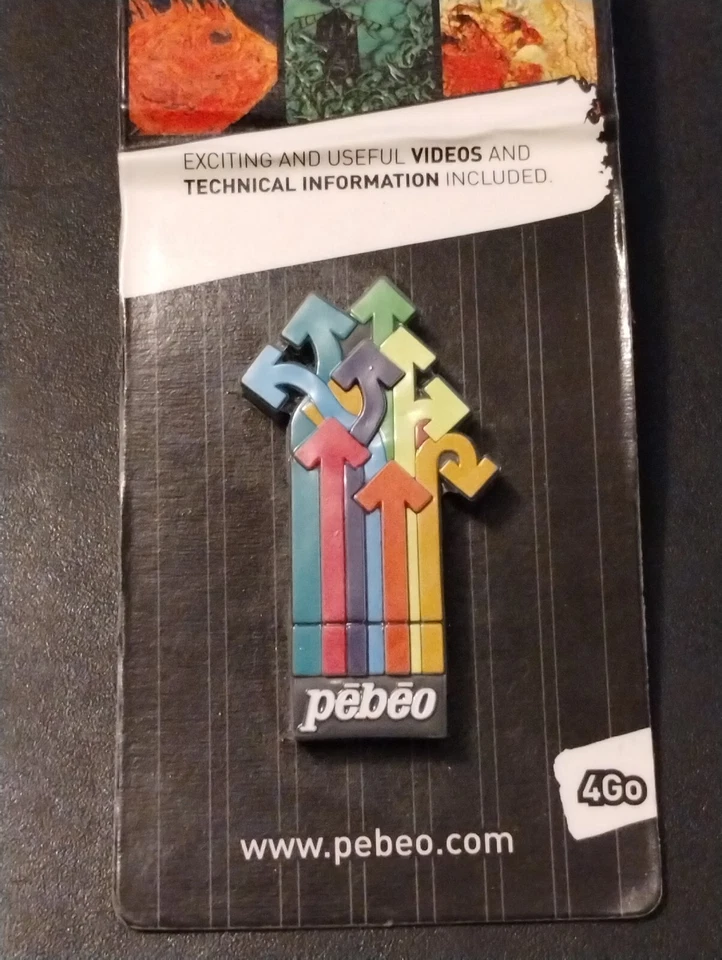 EXCITING AND USEFUL VIDEOS AND
TECHNICAL INFORMATION INCLUDED.
pēbēo
4Go
www.pebeo.com